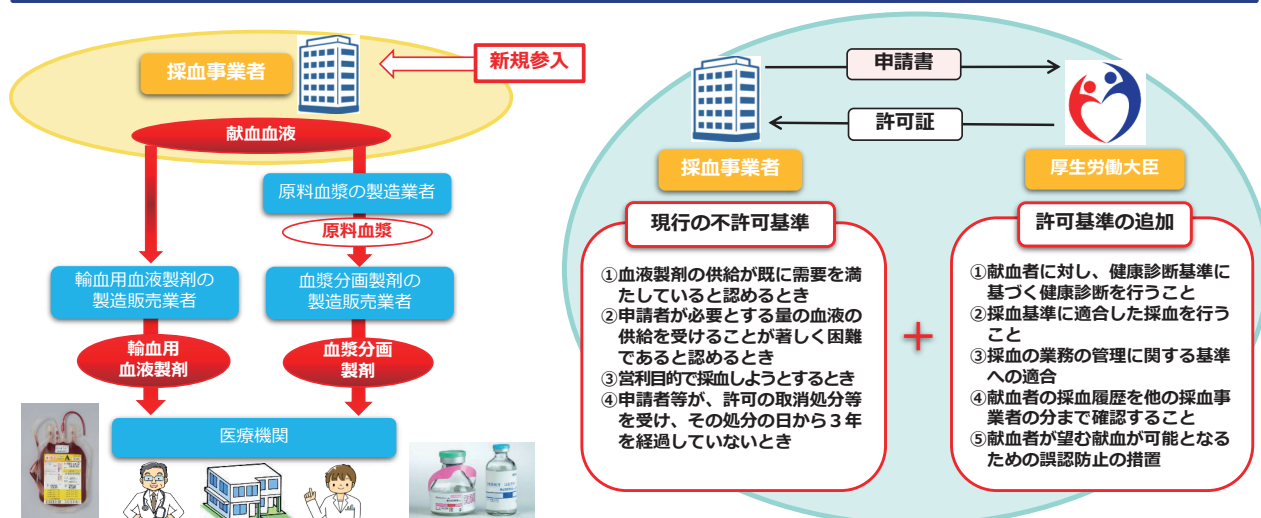 採血事業者
新規参入
献血血液
原料血漿の製造業者
原料血漿
輸血用血液製剤の
製造販売業者
血漿分画製剤の
製造販売業者
輸血用
血液製剤
血漿分画
製剤
医療機関
申請書
許可証
採血事業者
厚生労働大臣
現行の不許可基準
①血液製剤の供給が既に需要を満
たしていると認めるとき
②申請者が必要とする量の血液の
供給を受けることが著しく困難
であると認めるとき
③営利目的で採血しようとするとき
④申請者等が、許可の取消処分等
を受け、その処分の日から３年
を経過していないとき
＋
許可基準の追加
①献血者に対し、健康診断基準に
基づく健康診断を行うこと
②採血基準に適合した採血を行う
こと
③採血の業務の管理に関する基準
への適合
④献血者の採血履歴を他の採血事
業者の分まで確認すること
⑤献血者が望む献血が可能となる
ための誤認防止の措置